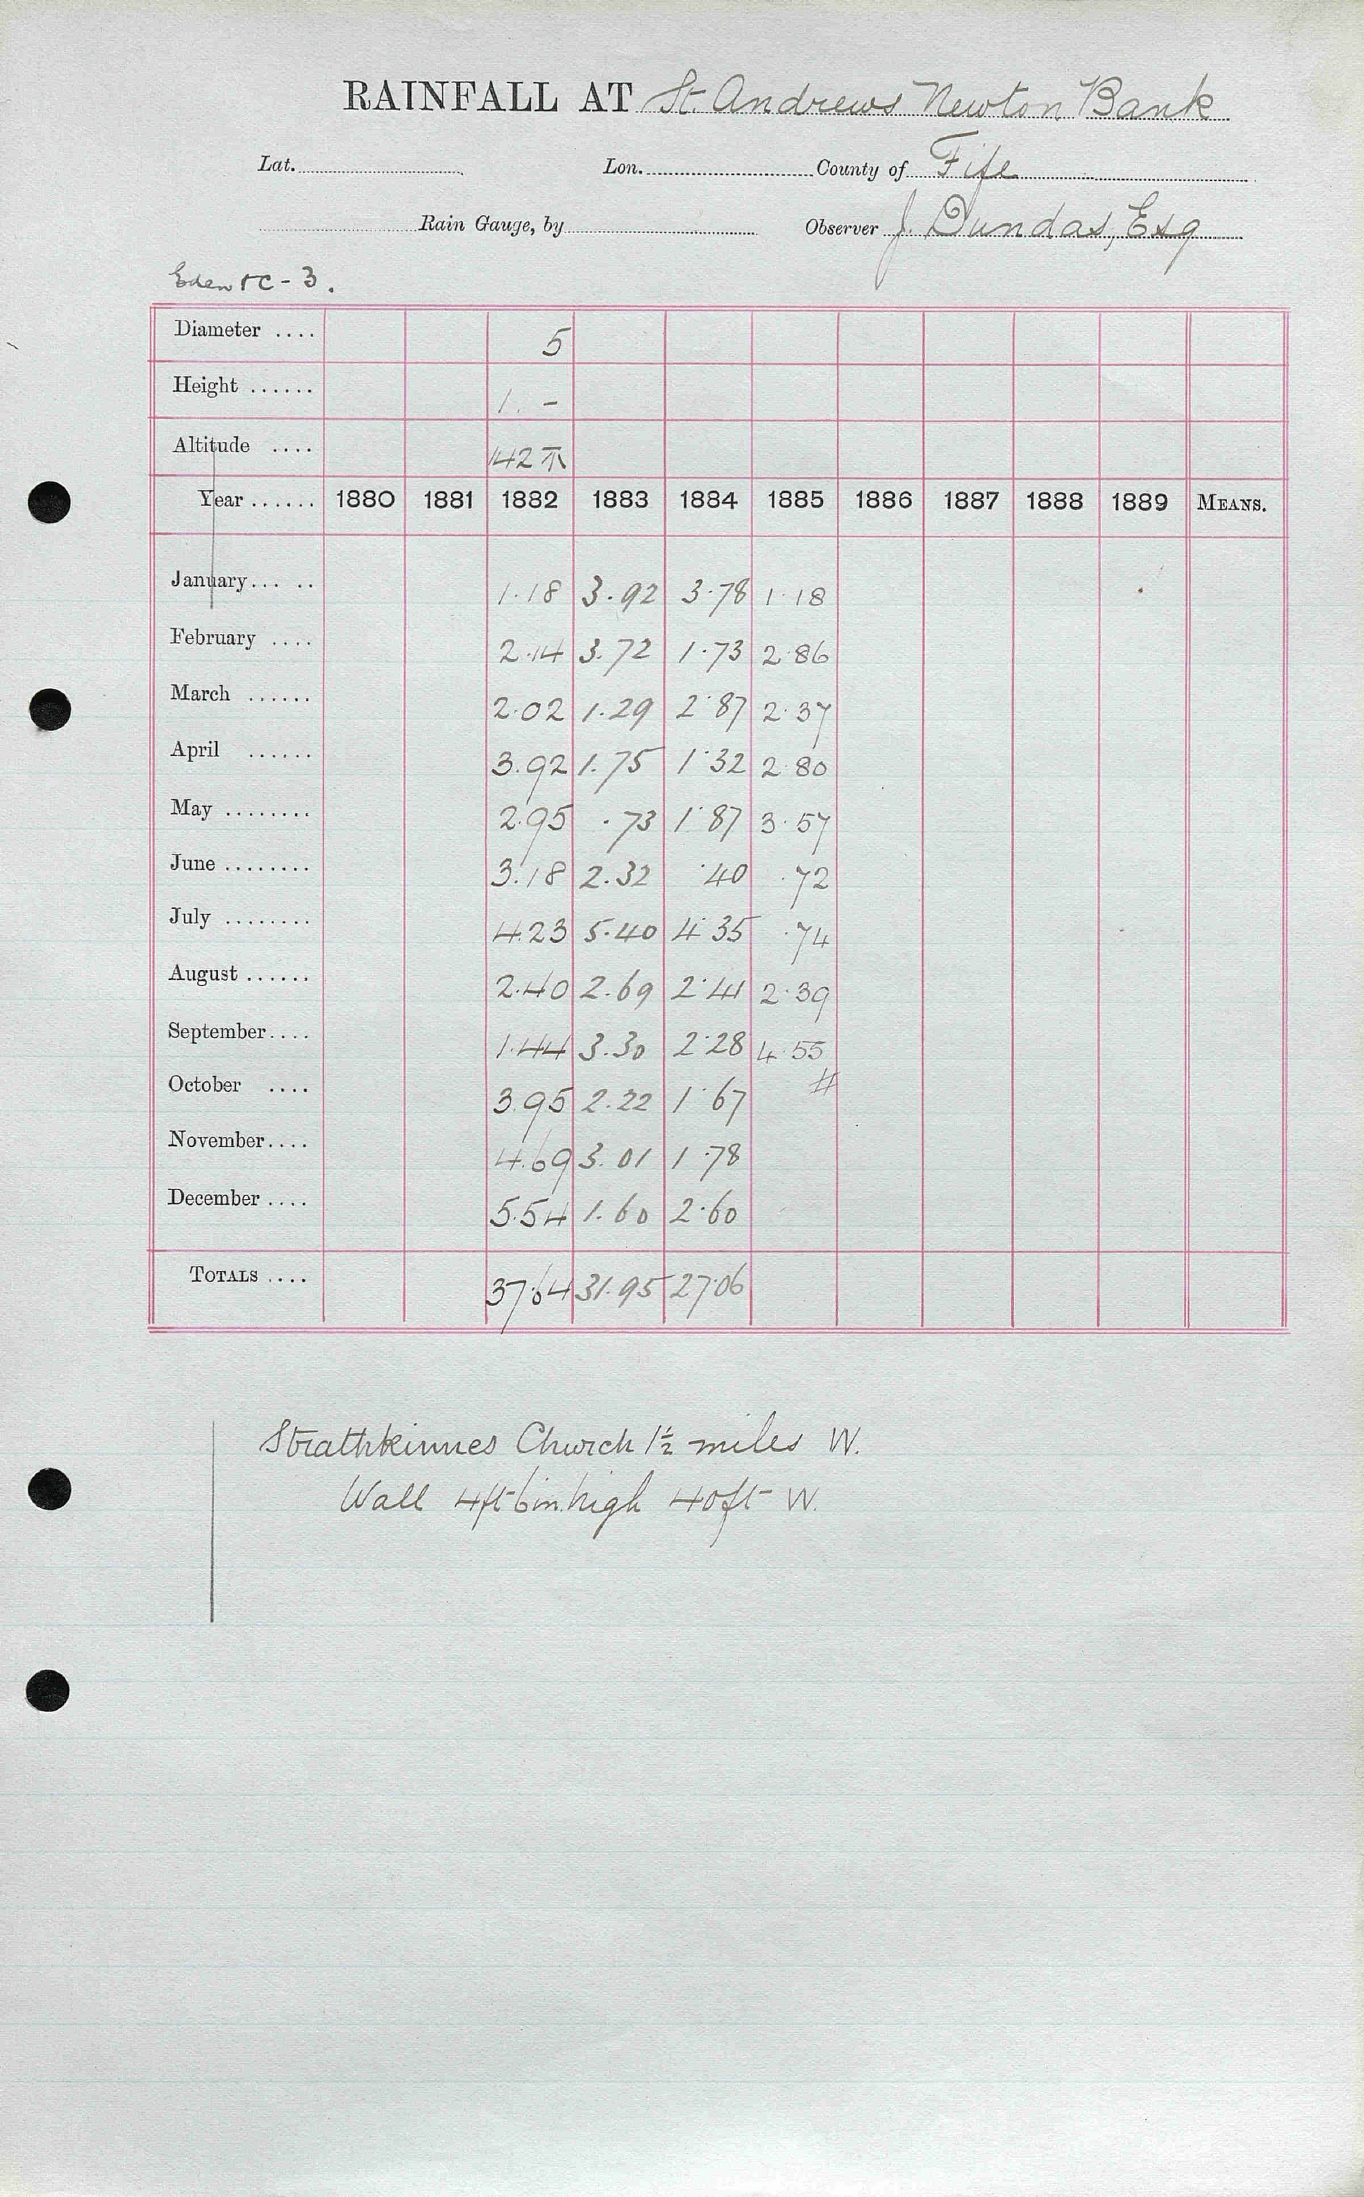 RAINFALL AT St. Andrews Newton Bank
Lat. Lon. County of Fife
Rain Gauge, by Observer J. Dundas, Esq
Eden &c - 3.
Diameter .... 5
Height ...... 1. -
Altitude .... 142
Year ...... 1880 1881 1882 1883 1884 1885 1886 1887 1888 1889 MEANS.
January... .. 1.18 3.92 3.78 1.18
February .... 2.14 3.72 1.73 2.86
March ...... 2.02 1.29 2.87 2.37
April ...... 3.92 1.75 1.32 2.80
May ........ 2.95 .73 1.87 3.57
June ........ 3.18 2.32 .40 .72
July ........ 4.23 5.40 4.35 .74
August ...... 2.40 2.69 2.41 2.39
September.... 1.44 3.30 2.28 4.55
October .... 3.95 2.22 1.67 #
November.... 4.69 3.01 1.78
December .... 5.54 1.60 2.60
TOTALS .... 37.64 31.95 27.06
Strathkinnes Church 1½ miles W.
Wall 4ft 6in. high 40ft W.